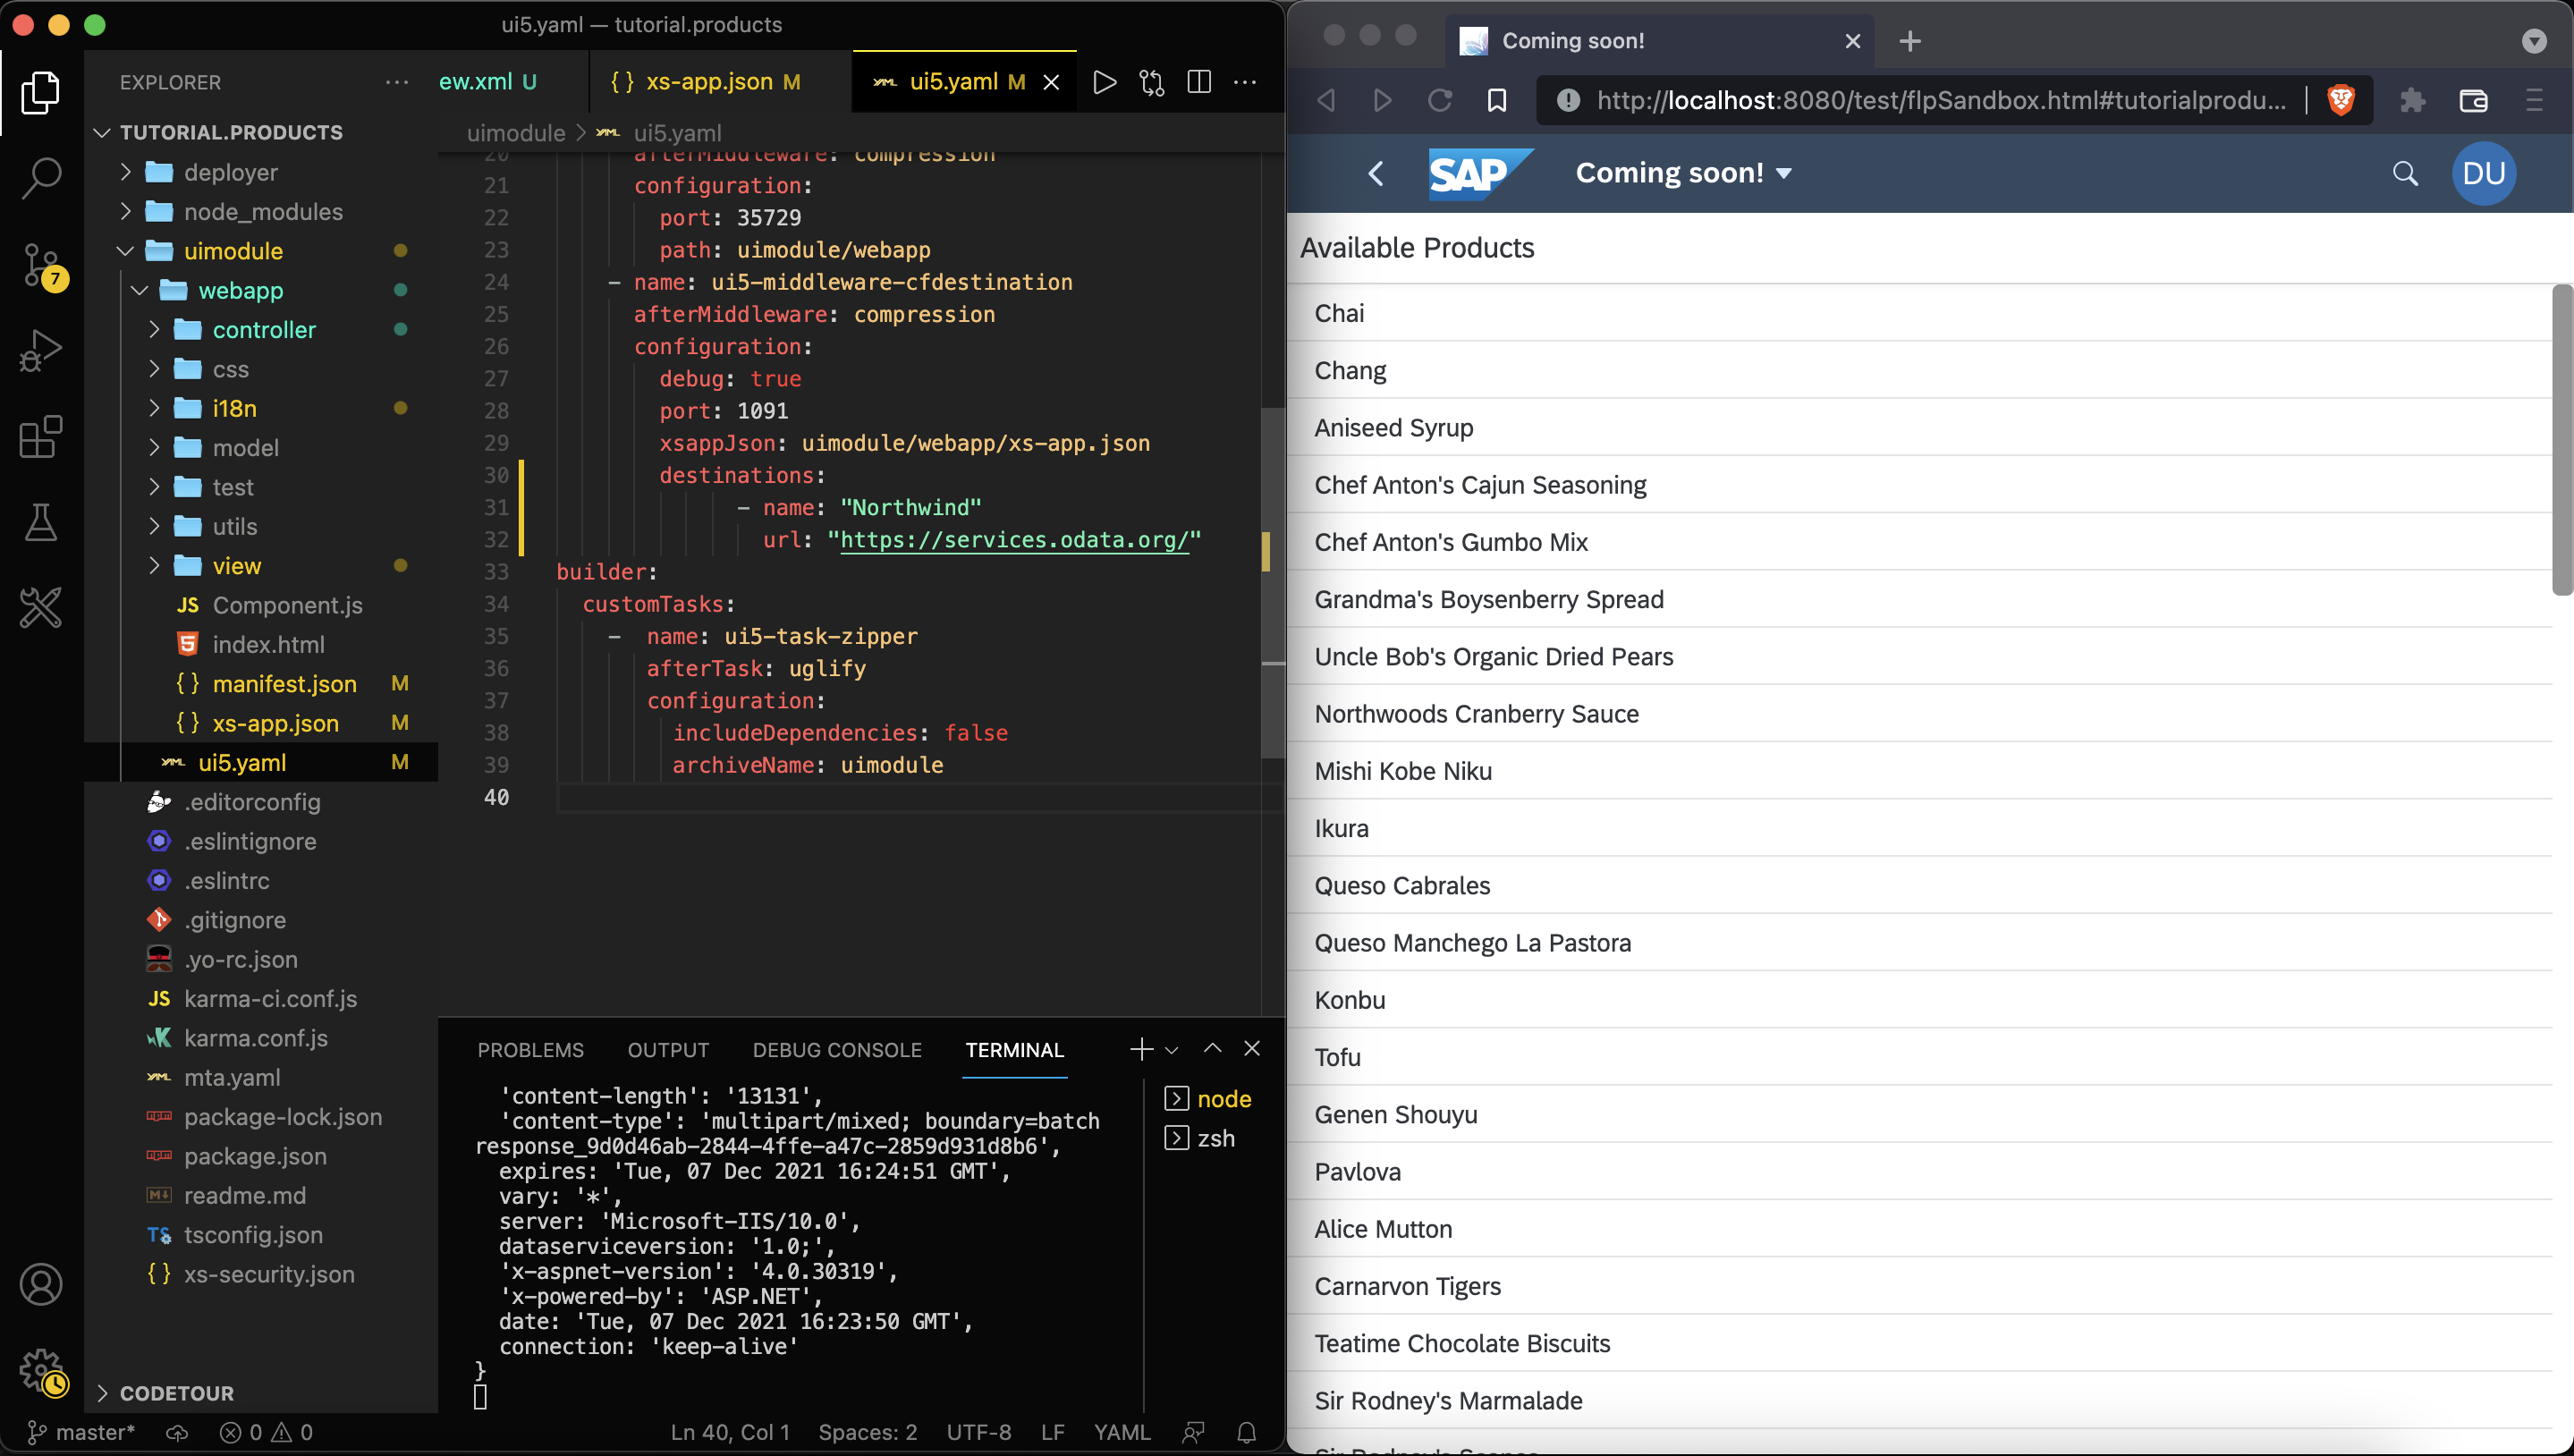 ui5.yaml — tutorial.products
EXPLORER
TUTORIAL.PRODUCTS
deployer
node_modules
uimodule
webapp
controller
css
i18n
model
test
utils
view
JS Component.js
index.html
{} manifest.json M
{} xs-app.json M
ui5.yaml M
.editorconfig
.eslintignore
.eslintrc
.gitignore
.yo-rc.json
JS karma-ci.conf.js
karma.conf.js
mta.yaml
package-lock.json
package.json
readme.md
TS tsconfig.json
{} xs-security.json
CODETOUR
7
ew.xml U
{} xs-app.json M
ui5.yaml M
uimodule > ui5.yaml
20 afterMiddleware: compression
21 configuration:
22 port: 35729
23 path: uimodule/webapp
24 - name: ui5-middleware-cfdestination
25 afterMiddleware: compression
26 configuration:
27 debug: true
28 port: 1091
29 xsappJson: uimodule/webapp/xs-app.json
30 destinations:
31 - name: "Northwind"
32 url: "https://services.odata.org/"
33 builder:
34 customTasks:
35 - name: ui5-task-zipper
36 afterTask: uglify
37 configuration:
38 includeDependencies: false
39 archiveName: uimodule
40
PROBLEMS OUTPUT DEBUG CONSOLE TERMINAL
'content-length': '13131',
'content-type': 'multipart/mixed; boundary=batch
response_9d0d46ab-2844-4ffe-a47c-2859d931d8b6',
expires: 'Tue, 07 Dec 2021 16:24:51 GMT',
vary: '*',
server: 'Microsoft-IIS/10.0',
dataserviceversion: '1.0;',
'x-aspnet-version': '4.0.30319',
'x-powered-by': 'ASP.NET',
date: 'Tue, 07 Dec 2021 16:23:50 GMT',
connection: 'keep-alive'
}
node
zsh
master* 0 0 Ln 40, Col 1 Spaces: 2 UTF-8 LF YAML
Coming soon!
http://localhost:8080/test/flpSandbox.html#tutorialprodu...
SAP Coming soon! DU
Available Products
Chai
Chang
Aniseed Syrup
Chef Anton's Cajun Seasoning
Chef Anton's Gumbo Mix
Grandma's Boysenberry Spread
Uncle Bob's Organic Dried Pears
Northwoods Cranberry Sauce
Mishi Kobe Niku
Ikura
Queso Cabrales
Queso Manchego La Pastora
Konbu
Tofu
Genen Shouyu
Pavlova
Alice Mutton
Carnarvon Tigers
Teatime Chocolate Biscuits
Sir Rodney's Marmalade
Sir Rodney's Scones